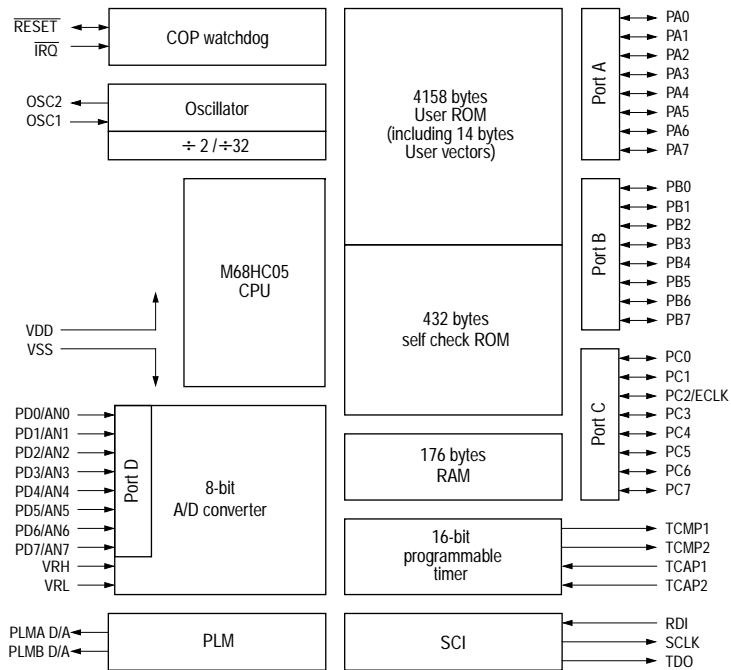 RESET
IRQ
COP watchdog
OSC2
OSC1
Oscillator
÷ 2 /÷32
M68HC05
CPU
VDD
VSS
PD0/AN0
PD1/AN1
PD2/AN2
PD3/AN3
PD4/AN4
PD5/AN5
PD6/AN6
PD7/AN7
VRH
VRL
Port D
8-bit
A/D converter
PLMA D/A
PLMB D/A
PLM
4158 bytes
User ROM
(including 14 bytes
User vectors)
432 bytes
self check ROM
176 bytes
RAM
16-bit
programmable
timer
SCI
Port A
PA0
PA1
PA2
PA3
PA4
PA5
PA6
PA7
Port B
PB0
PB1
PB2
PB3
PB4
PB5
PB6
PB7
Port C
PC0
PC1
PC2/ECLK
PC3
PC4
PC5
PC6
PC7
TCMP1
TCMP2
TCAP1
TCAP2
RDI
SCLK
TDO